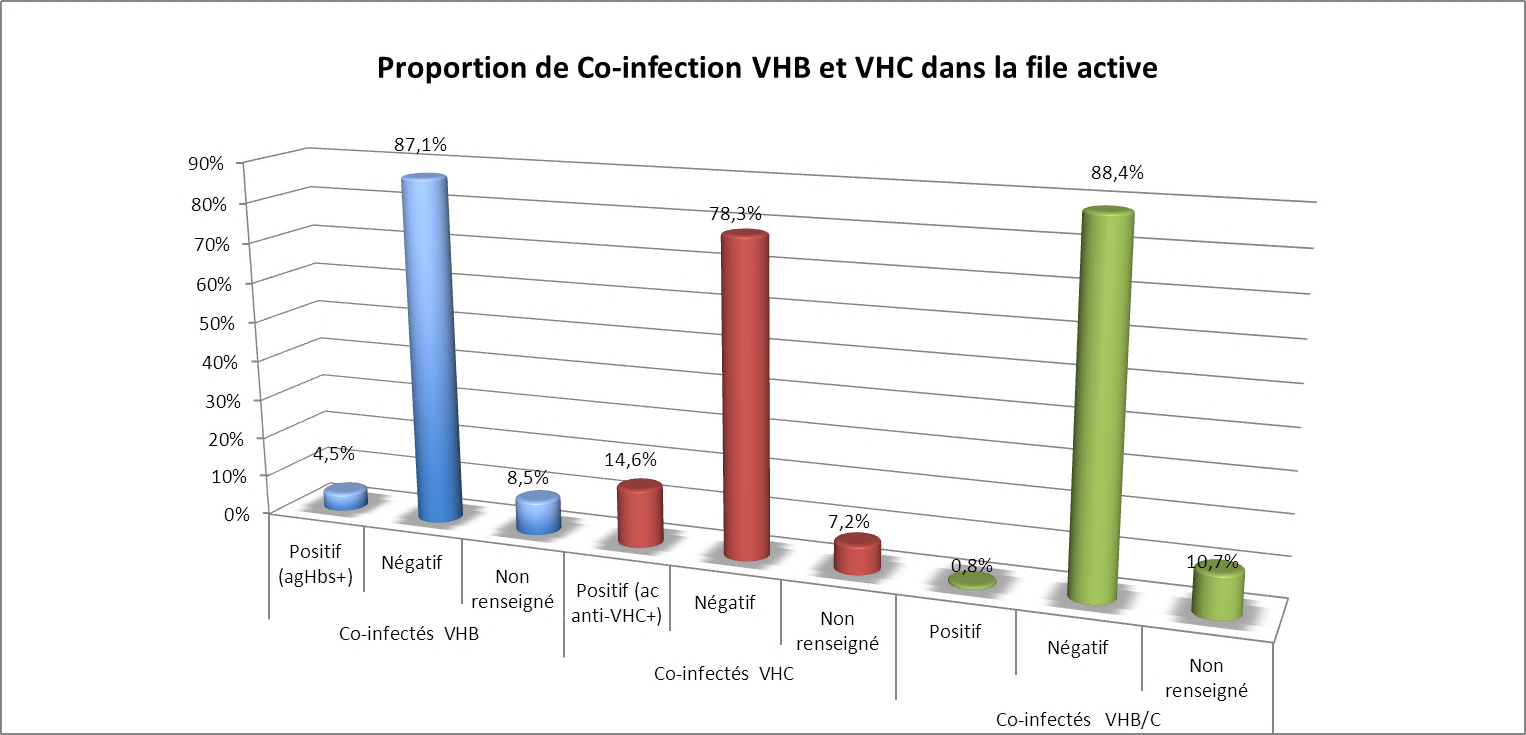 Proportion de Co-infection VHB et VHC dans la file active
90%
80%
70%
60%
50%
40%
30%
20%
10%
0%
4,5%
87,1%
8,5%
14,6%
78,3%
7,2%
0,8%
88,4%
10,7%
Positif
(agHbs+)
Négatif
Non
renseigné
Positif (ac
anti-VHC+)
Négatif
Non
renseigné
Positif
Négatif
Non
renseigné
Co-infectés VHB
Co-infectés VHC
Co-infectés VHB/C